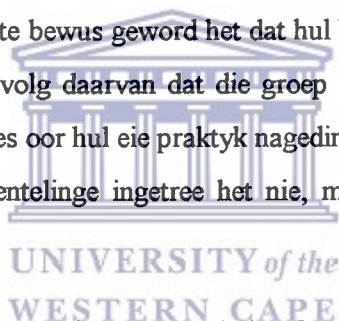 te bewus geword het dat hul
volg daarvan dat die groep
es oor hul eie praktyk nagedin
entelinge ingetree het nie, m
UNIVERSITY of the
WESTERN CAPE